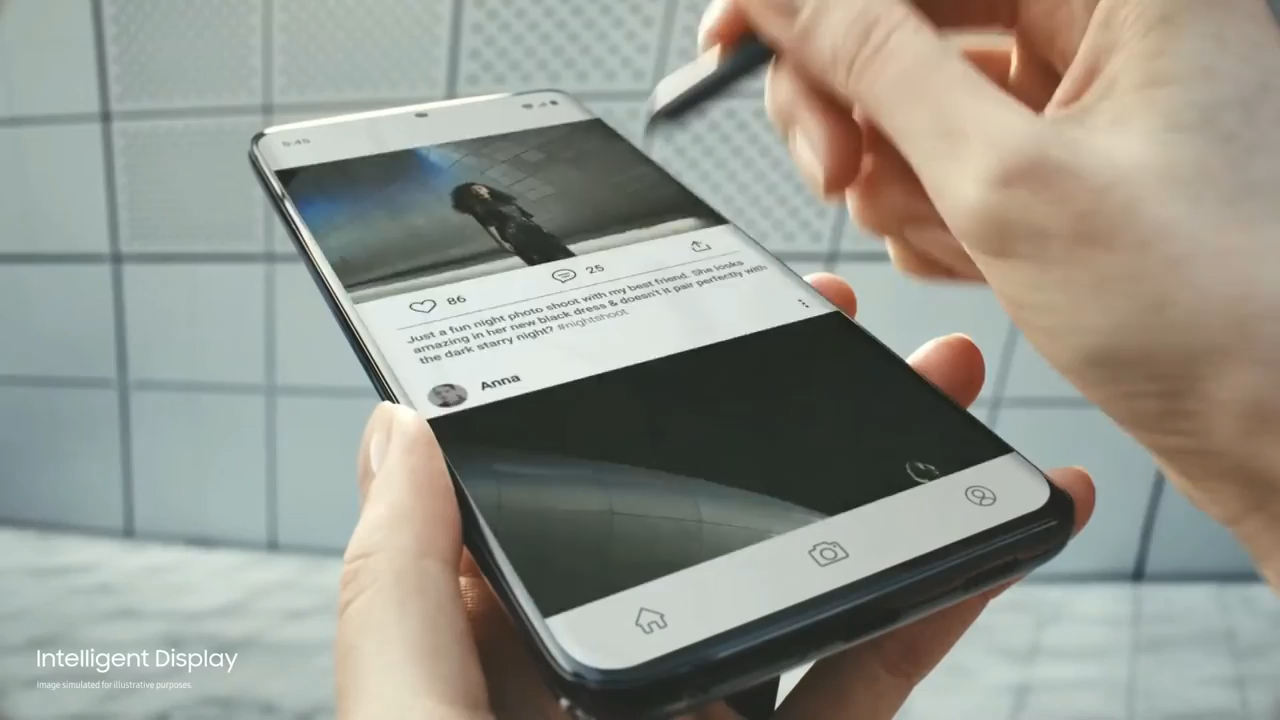 9:45
86
25
Just a fun night photo shoot with my best friend. She looks
amazing in her new black dress & doesn't it pair perfectly with
the dark starry night? #nightshoot
Anna
Intelligent Display
Image simulated for illustrative purposes.